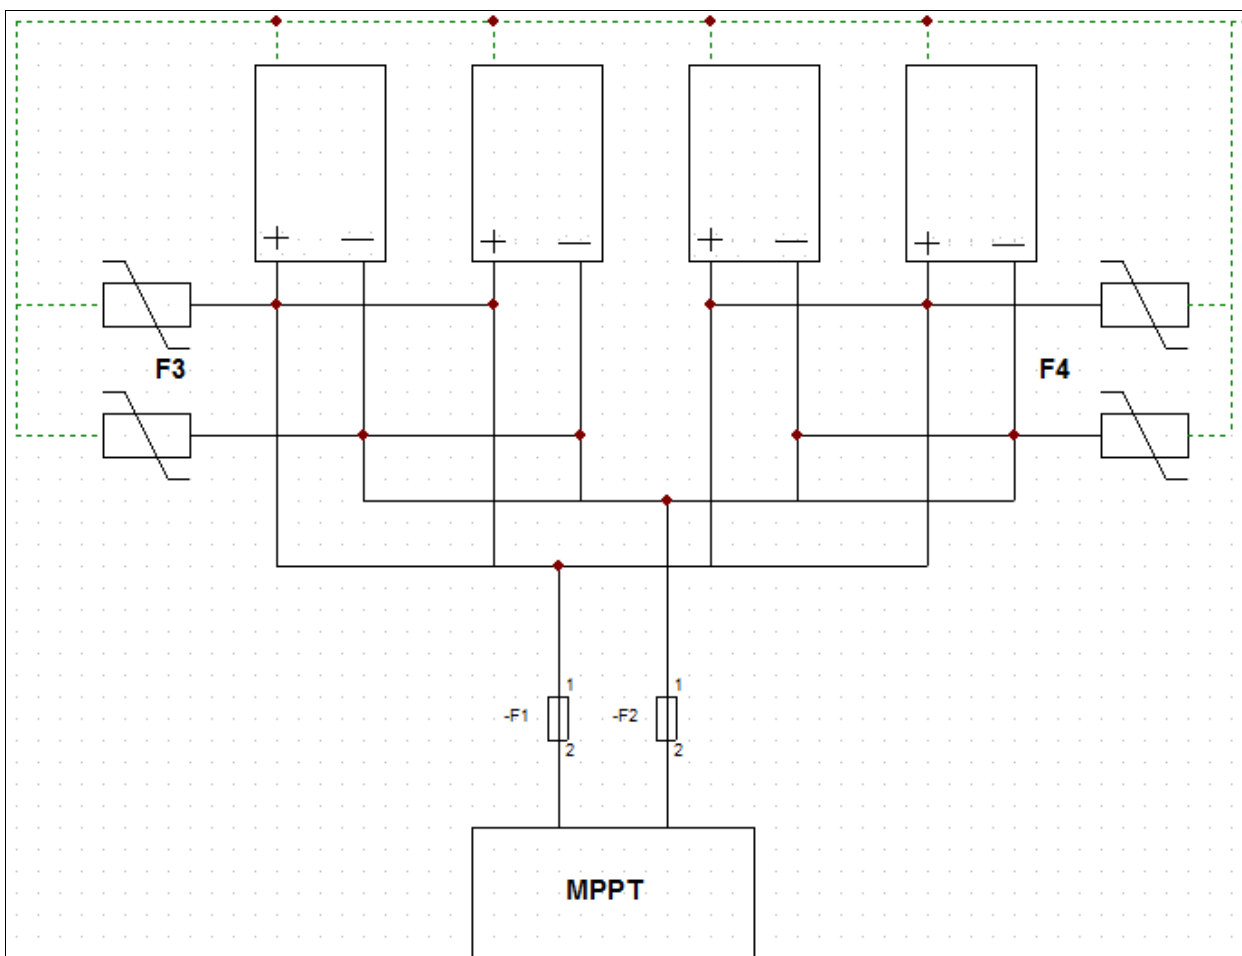 + — + — + — + —
F3 F4
1 1
-F1 -F2
2 2
MPPT